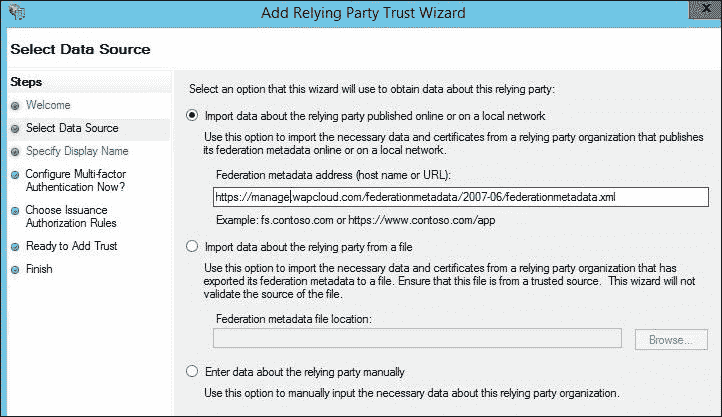 Add Relying Party Trust Wizard
X
Select Data Source
Steps
Welcome
Select Data Source
Specify Display Name
Configure Multi-factor
Authentication Now?
Choose Issuance
Authorization Rules
Ready to Add Trust
Finish
Select an option that this wizard will use to obtain data about this relying party:
Import data about the relying party published online or on a local network
Use this option to import the necessary data and certificates from a relying party organization that publishes
its federation metadata online or on a local network.
Federation metadata address (host name or URL):
https://manage.wapcloud.com/federationmetadata/2007-06/federationmetadata.xml
Example: fs.contoso.com or https://www.contoso.com/app
Import data about the relying party from a file
Use this option to import the necessary data and certificates from a relying party organization that has
exported its federation metadata to a file. Ensure that this file is from a trusted source.  This wizard will not
validate the source of the file.
Federation metadata file location:
Browse...
Enter data about the relying party manually
Use this option to manually input the necessary data about this relying party organization.